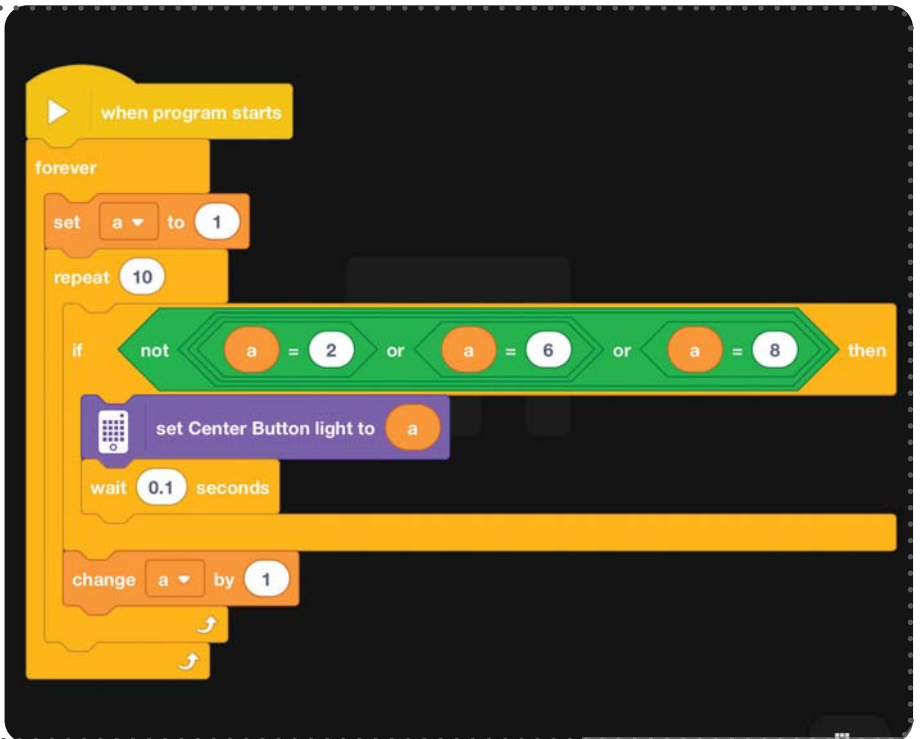 when program starts
forever
set a to 1
repeat 10
if not a = 2 or a = 6 or a = 8 then
set Center Button light to a
wait 0.1 seconds
change a by 1